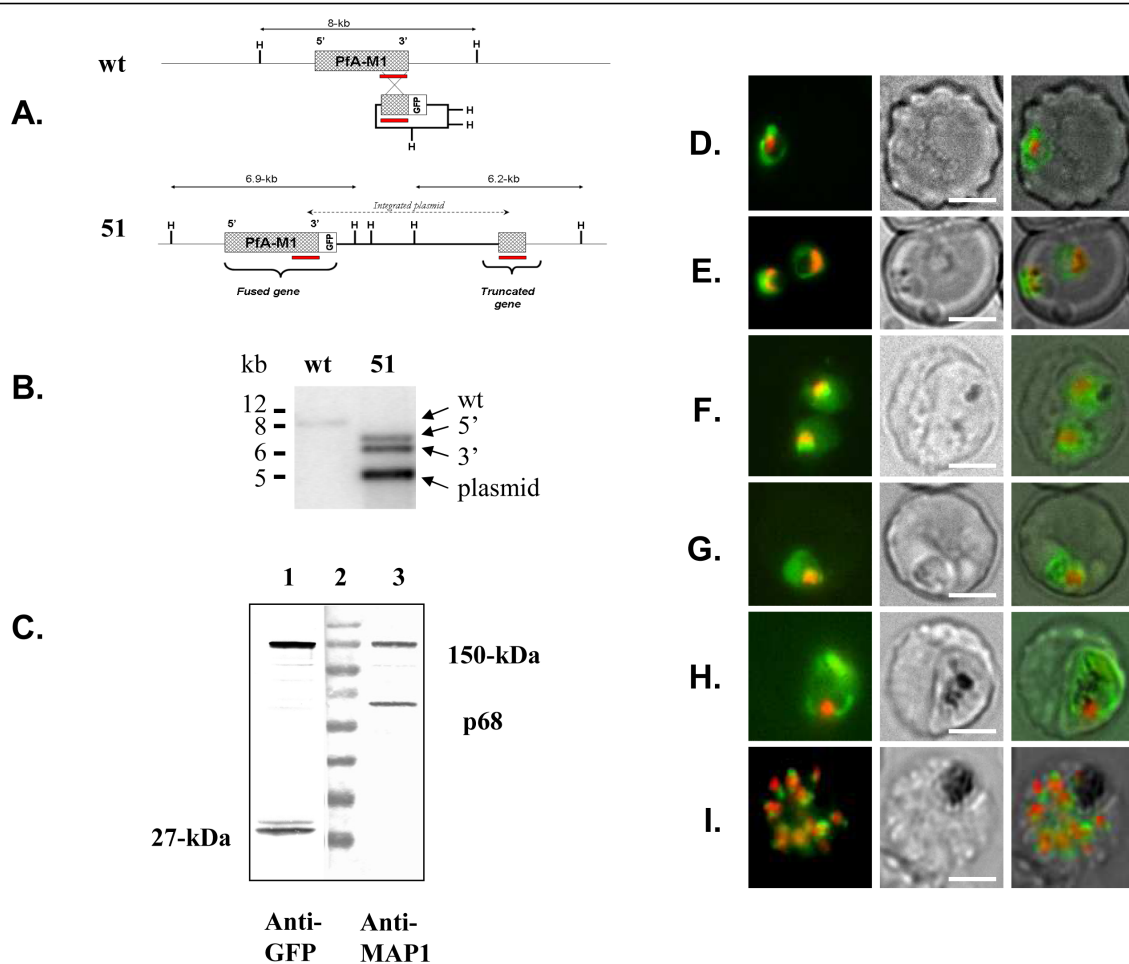 A.
wt
8-kb
H
5’
3’
H
PfA-M1
GFP
H
H
H
51
6.9-kb
6.2-kb
Integrated plasmid
H
5’
3’
H
H
H
H
PfA-M1
GFP
Fused gene
Truncated
gene
B.
kb
wt
51
12
8
6
5
wt
5’
3’
plasmid
C.
1
2
3
150-kDa
p68
27-kDa
Anti-
GFP
Anti-
MAP1
D.
E.
F.
G.
H.
I.